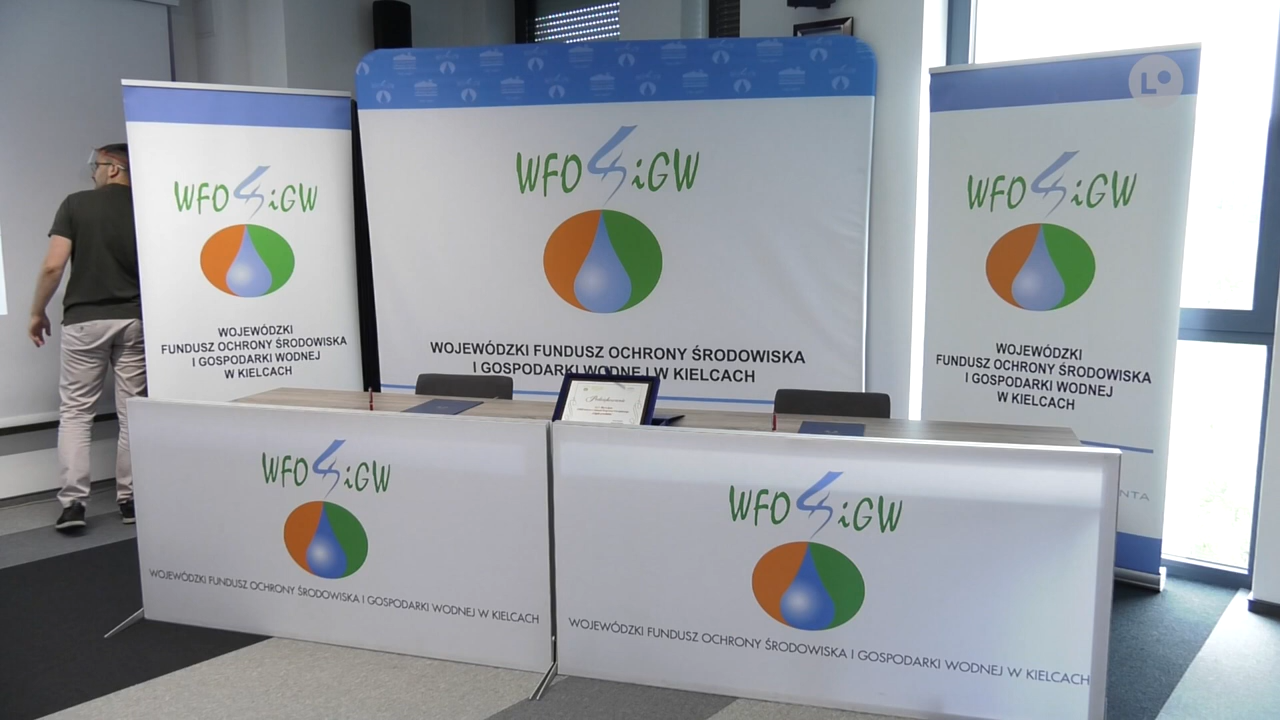 WFOŚiGW
WOJEWÓDZKI
FUNDUSZ OCHRONY ŚRODOWISKA
I GOSPODARKI WODNEJ
W KIELCACH
WFOŚiGW
WOJEWÓDZKI FUNDUSZ OCHRONY ŚRODOWISKA
I GOSPODARKI WODNEJ W KIELCACH
WFOŚiGW
WOJEWÓDZKI
FUNDUSZ OCHRONY ŚRODOWISKA
I GOSPODARKI WODNEJ
W KIELCACH
Podziękowanie
WFOŚiGW
WOJEWÓDZKI FUNDUSZ OCHRONY ŚRODOWISKA I GOSPODARKI WODNEJ W KIELCACH
WFOŚiGW
WOJEWÓDZKI FUNDUSZ OCHRONY ŚRODOWISKA I GOSPODARKI WODNEJ W KIELCACH